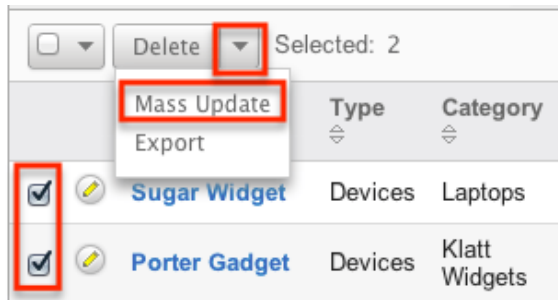 Delete Selected: 2
Mass Update
Export
Type Category
Sugar Widget Devices Laptops
Porter Gadget Devices Klatt
Widgets